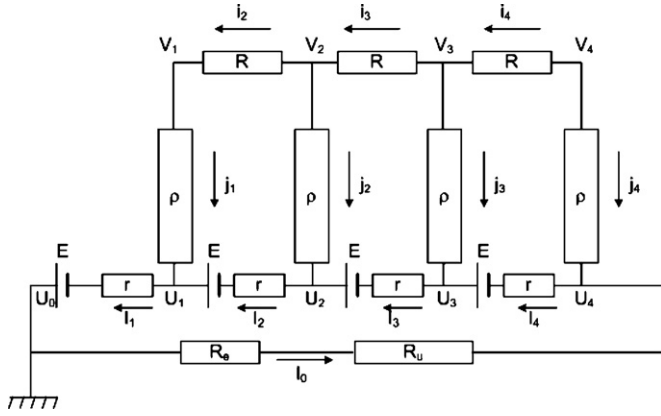 i₂ i₃ i₄
V₁ V₂ V₃ V₄
R R R
ρ j₁ ρ j₂ ρ j₃ ρ j₄
E E E E
r r r r
U₀ U₁ U₂ U₃ U₄
I₁ I₂ I₃ I₄
Rₑ Rᵤ
I₀